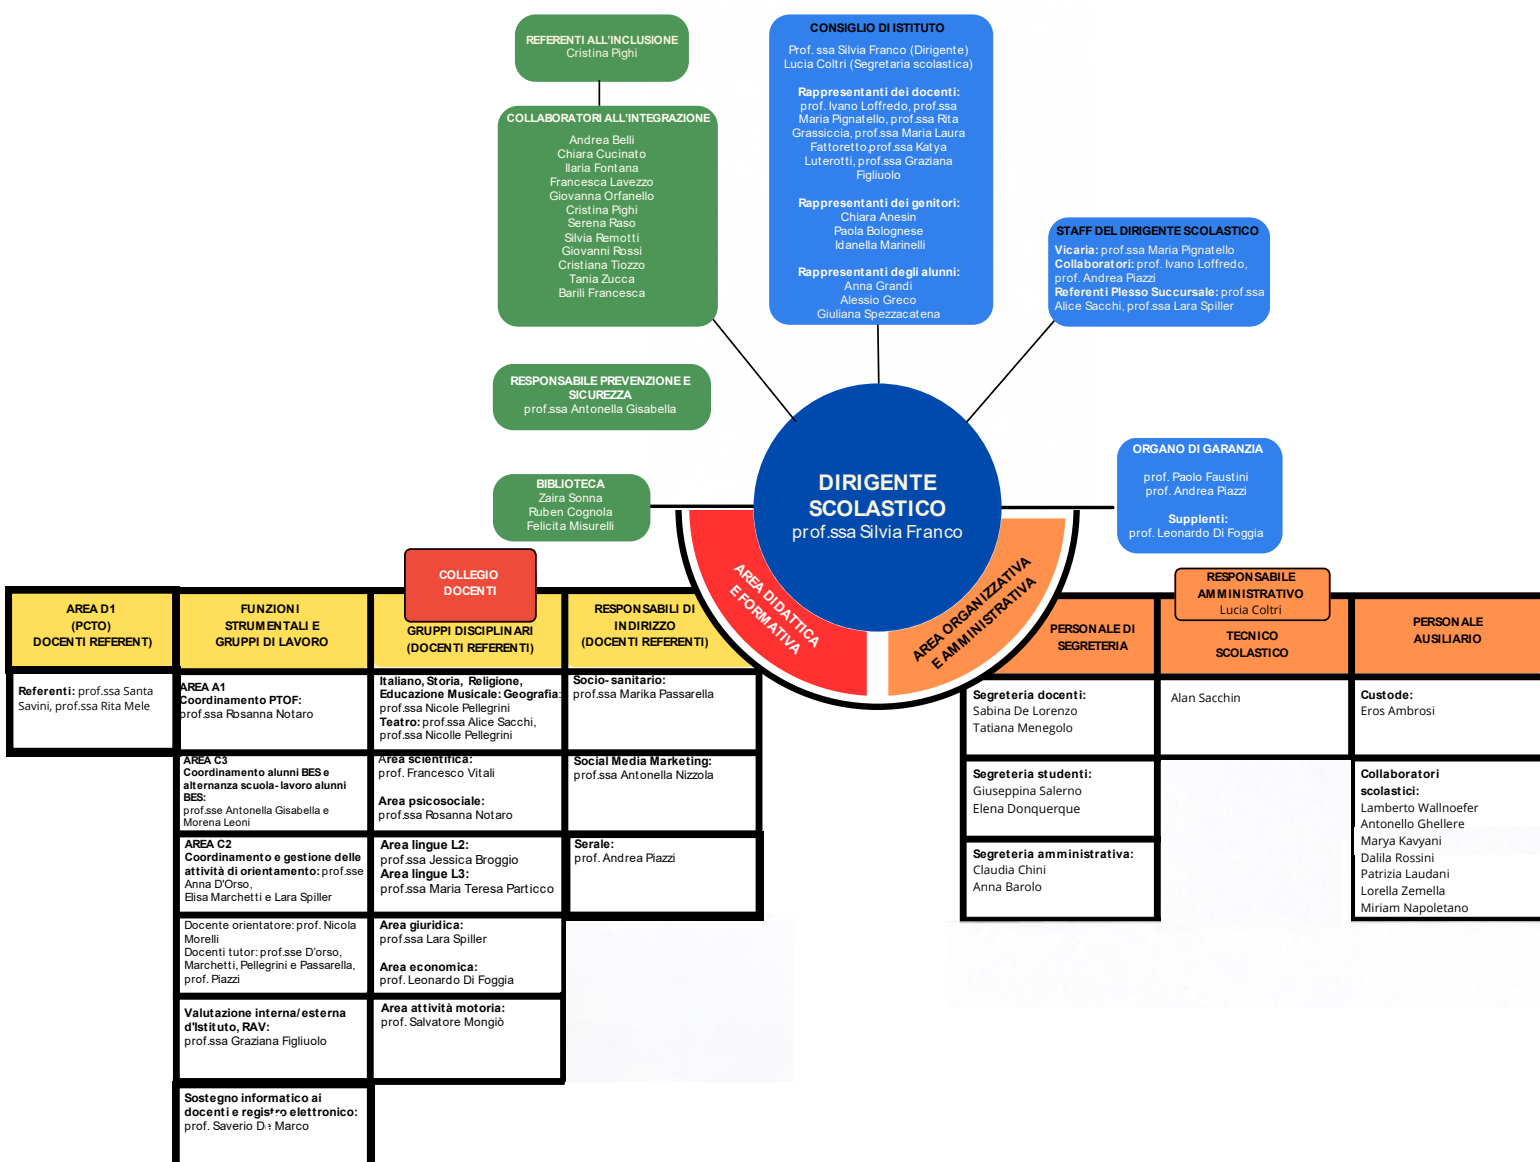 REFERENTI ALL'INCLUSIONE
Cristina Pighi
COLLABORATORI ALL'INTEGRAZIONE
Andrea Belli
Chiara Cucinato
Ilaria Fontana
Francesca Lavezzo
Giovanna Orfanello
Cristina Pighi
Serena Raso
Silvia Remotti
Giovanni Rossi
Cristiana Tiozzo
Tania Zucca
Barili Francesca
CONSIGLIO DI ISTITUTO
Prof. ssa Silvia Franco (Dirigente)
Lucia Coltri (Segretaria scolastica)
Rappresentanti dei docenti:
prof. Ivano Loffredo, prof.ssa
Maria Pignatello, prof.ssa Rita
Grassiccia, prof.ssa Maria Laura
Fattoretto,prof.ssa Katya
Luterotti, prof.ssa Graziana
Figliuolo
Rappresentanti dei genitori:
Chiara Anesin
Paola Bolognese
Idanella Marinelli
Rappresentanti degli alunni:
Anna Grandi
Alessio Greco
Giuliana Spezzacatena
STAFF DEL DIRIGENTE SCOLASTICO
Vicaria: prof.ssa Maria Pignatello
Collaboratori: prof. Ivano Loffredo,
prof. Andrea Piazzi
Referenti Plesso Succursale: prof.ssa
Alice Sacchi, prof.ssa Lara Spiller
RESPONSABILE PREVENZIONE E
SICUREZZA
prof.ssa Antonella Gisabella
BIBLIOTECA
Zaira Sonna
Ruben Cognola
Felicita Misurelli
DIRIGENTE
SCOLASTICO
prof.ssa Silvia Franco
ORGANO DI GARANZIA
prof. Paolo Faustini
prof. Andrea Piazzi
Supplenti:
prof. Leonardo Di Foggia
AREA DIDATTICA
E FORMATIVA
AREA ORGANIZZATIVA
E AMMINISTRATIVA
COLLEGIO
DOCENTI
AREA D1
(PCTO)
DOCENTI REFERENT)
Referenti: prof.ssa Santa
Savini, prof.ssa Rita Mele
FUNZIONI
STRUMENTALI E
GRUPPI DI LAVORO
AREA A1
Coordinamento PTOF:
prof.ssa Rosanna Notaro
AREA C3
Coordinamento alunni BES e
alternanza scuola- lavoro alunni
BES:
prof.sse Antonella Gisabella e
Morena Leoni
AREA C2
Coordinamento e gestione delle
attività di orientamento: prof.sse
Anna D'Orso,
Elisa Marchetti e Lara Spiller
Docente orientatore: prof. Nicola
Morelli
Docenti tutor: prof.sse D'orso,
Marchetti, Pellegrini e Passarella,
prof. Piazzi
Valutazione interna/esterna
d'Istituto, RAV:
prof.ssa Graziana Figliuolo
Sostegno informatico ai
docenti e registro elettronico:
prof. Saverio De Marco
GRUPPI DISCIPLINARI
(DOCENTI REFERENTI)
Italiano, Storia, Religione,
Educazione Musicale: Geografia:
prof.ssa Nicole Pellegrini
Teatro: prof.ssa Alice Sacchi,
prof.ssa Nicolle Pellegrini
Area scientifica:
prof. Francesco Vitali
Area psicosociale:
prof.ssa Rosanna Notaro
Area lingue L2:
prof.ssa Jessica Broggio
Area lingue L3:
prof.ssa Maria Teresa Particco
Area giuridica:
prof.ssa Lara Spiller
Area economica:
prof. Leonardo Di Foggia
Area attività motoria:
prof. Salvatore Mongiò
RESPONSABILI DI
INDIRIZZO
(DOCENTI REFERENTI)
Socio- sanitario:
prof.ssa Marika Passarella
Social Media Marketing:
prof.ssa Antonella Nizzola
Serale:
prof. Andrea Piazzi
RESPONSABILE
AMMINISTRATIVO
Lucia Coltri
PERSONALE DI
SEGRETERIA
Segreteria docenti:
Sabina De Lorenzo
Tatiana Menegolo
Segreteria studenti:
Giuseppina Salerno
Elena Donquerque
Segreteria amministrativa:
Claudia Chini
Anna Barolo
TECNICO
SCOLASTICO
Alan Sacchin
PERSONALE
AUSILIARIO
Custode:
Eros Ambrosi
Collaboratori
scolastici:
Lamberto Wallnoefer
Antonello Ghellere
Marya Kavyani
Dalila Rossini
Patrizia Laudani
Lorella Zemella
Miriam Napoletano